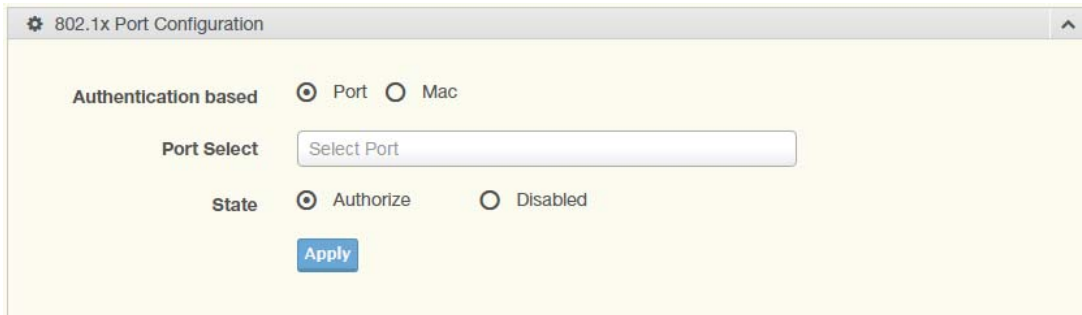 802.1x Port Configuration
Authentication based Port Mac
Port Select Select Port
State Authorize Disabled
Apply